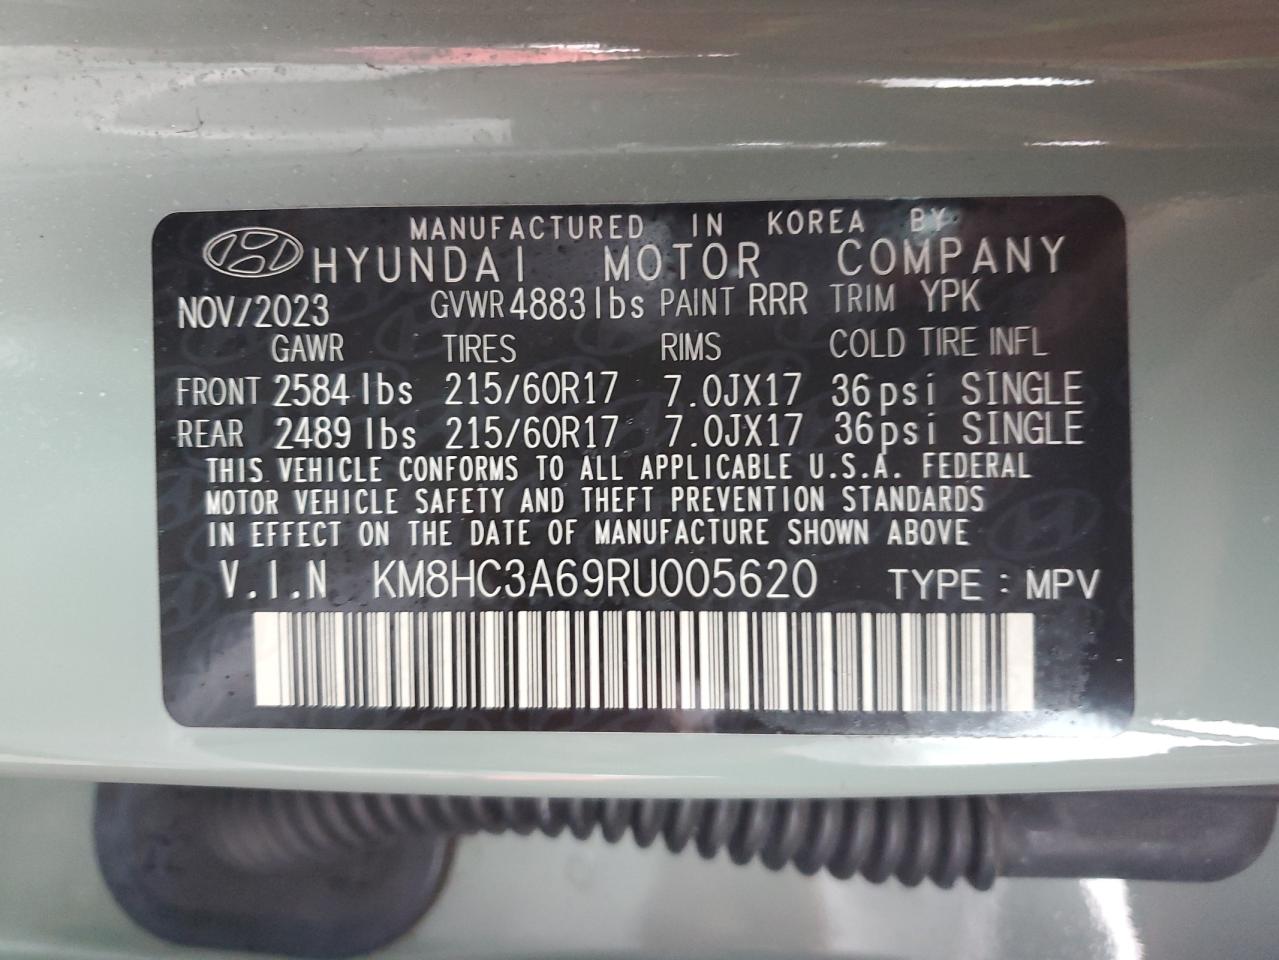 MANUFACTURED IN KOREA BY
HYUNDAI MOTOR COMPANY
NOV/2023 GVWR 4883 lbs PAINT RRR TRIM YPK
GAWR TIRES RIMS COLD TIRE INFL
FRONT 2584 lbs 215/60R17 7.0JX17 36psi SINGLE
REAR 2489 lbs 215/60R17 7.0JX17 36psi SINGLE
THIS VEHICLE CONFORMS TO ALL APPLICABLE U.S.A. FEDERAL
MOTOR VEHICLE SAFETY AND THEFT PREVENTION STANDARDS
IN EFFECT ON THE DATE OF MANUFACTURE SHOWN ABOVE
V.I.N KM8HC3A69RU005620 TYPE : MPV